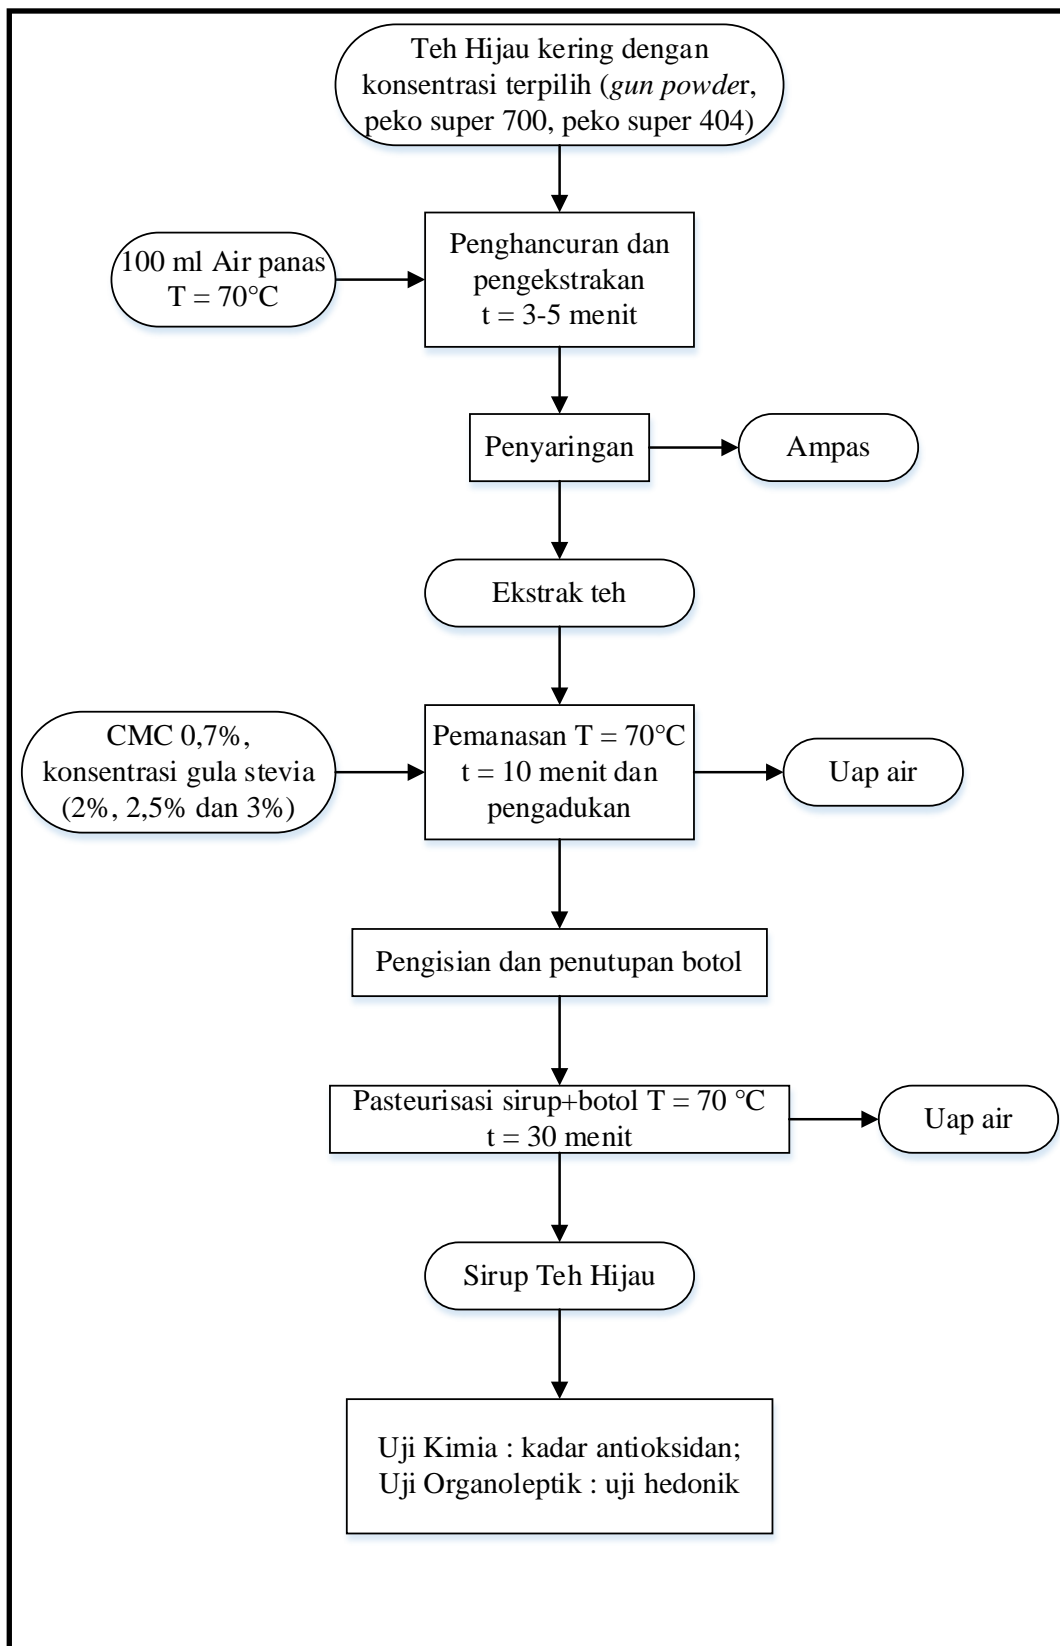 Teh Hijau kering dengan
konsentrasi terpilih (gun powder,
peko super 700, peko super 404)
100 ml Air panas
T = 70°C
Penghancuran dan
pengekstrakan
t = 3-5 menit
Penyaringan
Ampas
Ekstrak teh
CMC 0,7%,
konsentrasi gula stevia
(2%, 2,5% dan 3%)
Pemanasan T = 70°C
t = 10 menit dan
pengadukan
Uap air
Pengisian dan penutupan botol
Pasteurisasi sirup+botol T = 70 °C
t = 30 menit
Uap air
Sirup Teh Hijau
Uji Kimia : kadar antioksidan;
Uji Organoleptik : uji hedonik